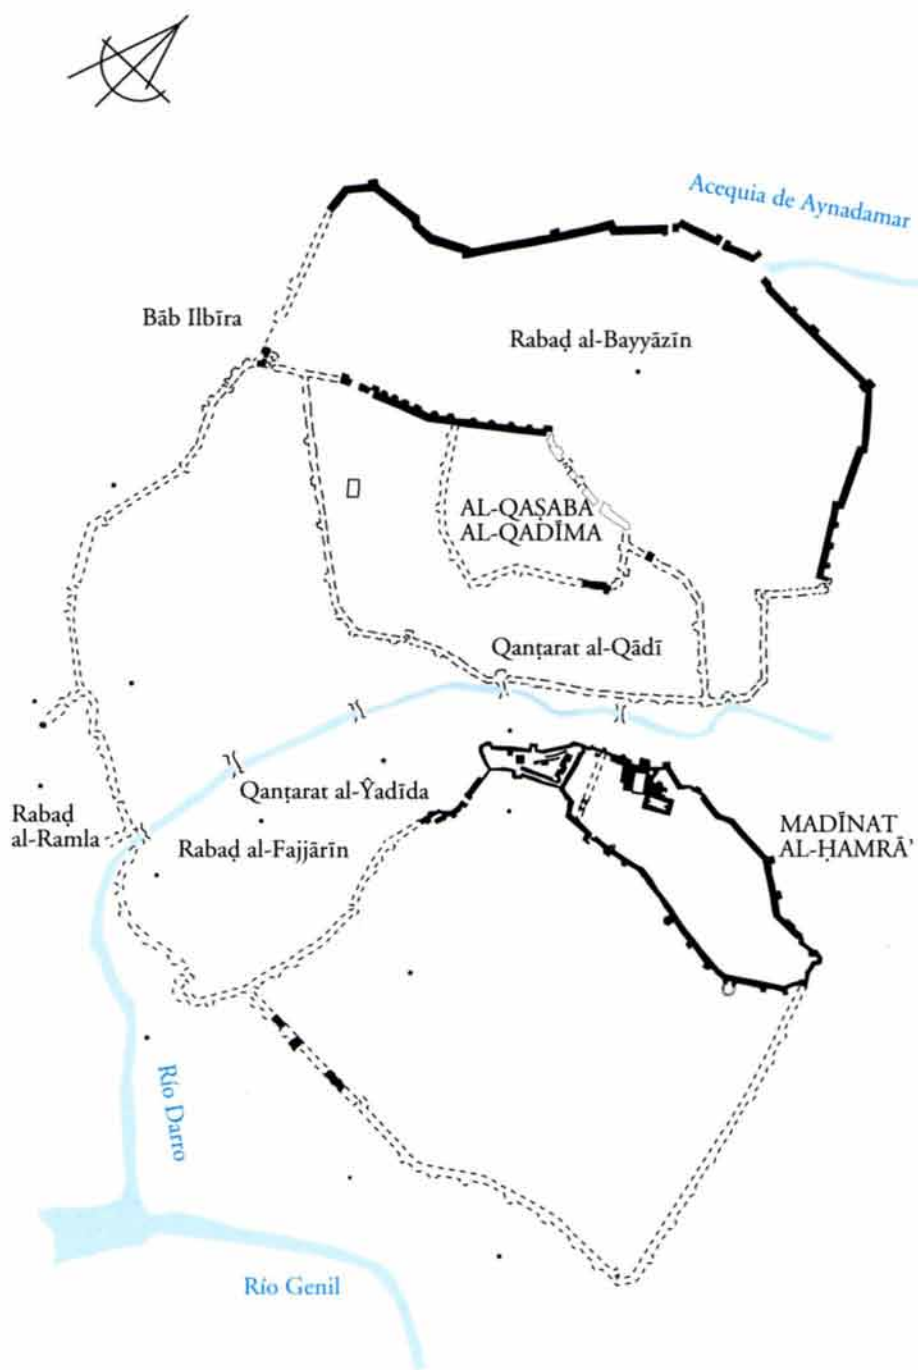 Acequia de Aynadamar
Bāb Ilbīra
Rabaḍ al-Bayyāzīn
AL-QAṢABA
AL-QADĪMA
Qanṭarat al-Qādī
Qanṭarat al-Ŷadīda
Rabaḍ
al-Ramla
Rabaḍ al-Fajjārīn
MADĪNAT
AL-ḤAMRĀ'
Río Darro
Río Genil